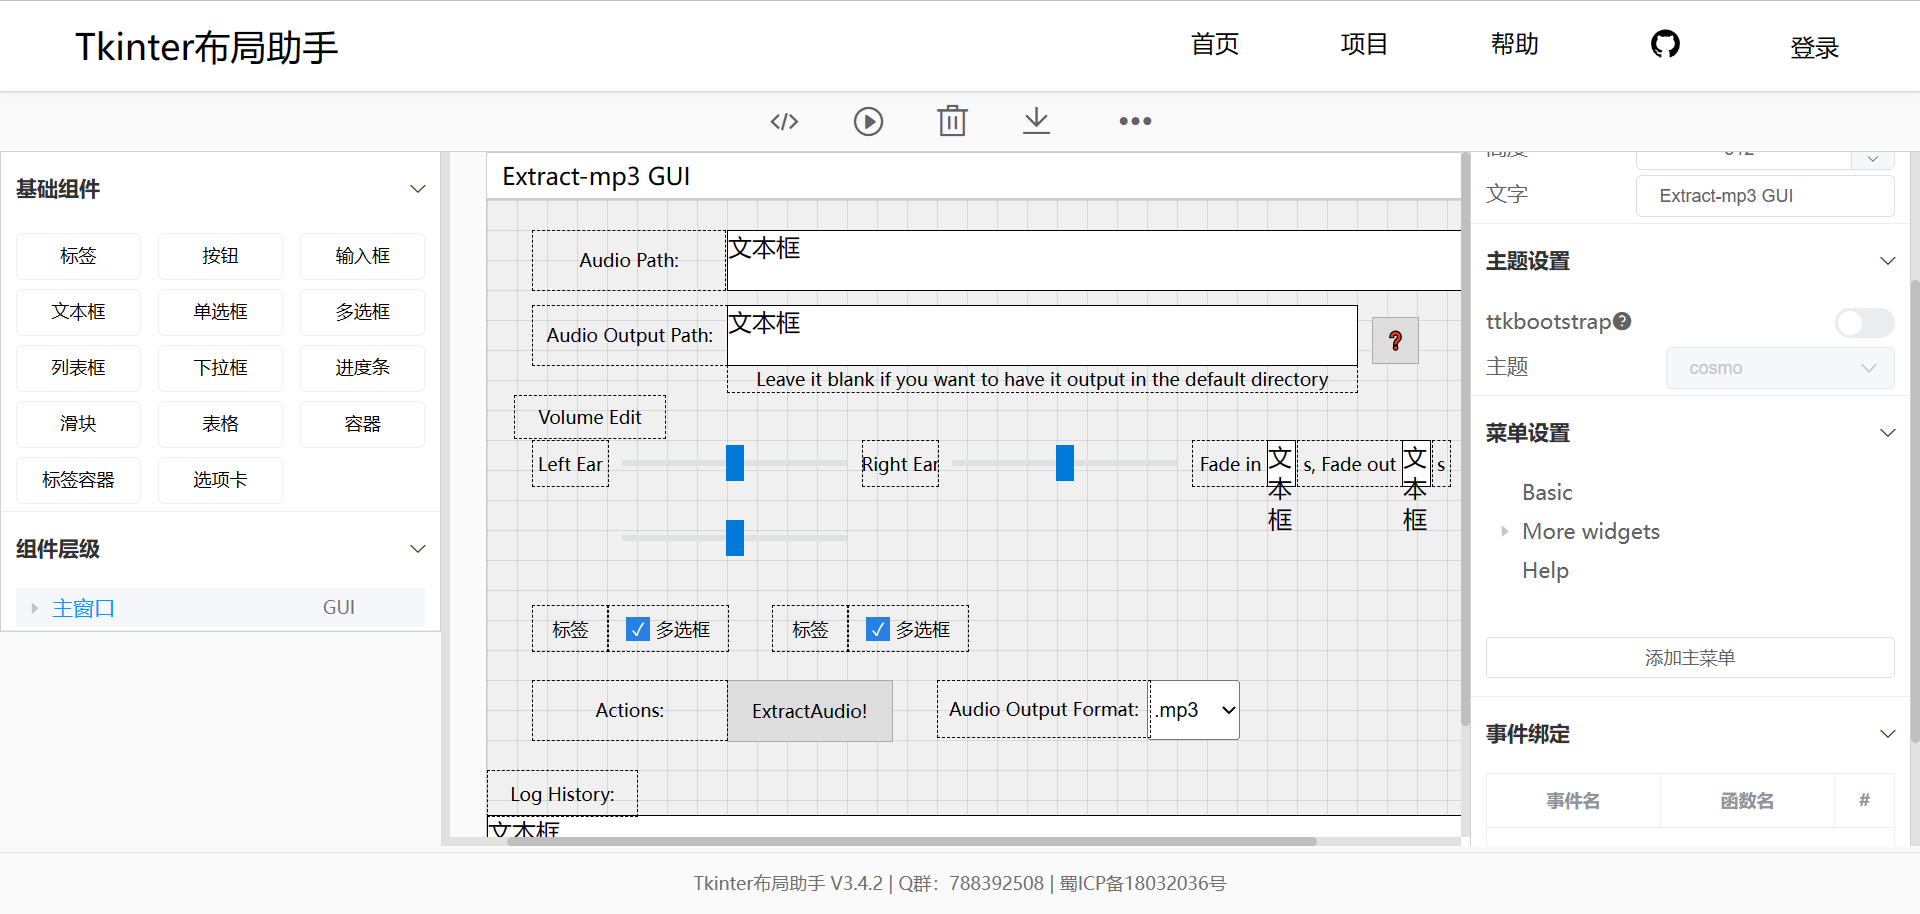 Tkinter布局助手
首页
项目
帮助
登录
基础组件
标签
按钮
输入框
文本框
单选框
多选框
列表框
下拉框
进度条
滑块
表格
容器
标签容器
选项卡
组件层级
主窗口
GUI
Extract-mp3 GUI
Audio Path:
文本框
Audio Output Path:
文本框
?
Leave it blank if you want to have it output in the default directory
Volume Edit
Left Ear
Right Ear
Fade in
文本框
s, Fade out
文本框
s
标签
多选框
标签
多选框
Actions:
ExtractAudio!
Audio Output Format:
.mp3
Log History:
文本框
文字
Extract-mp3 GUI
主题设置
ttkbootstrap
主题
cosmo
菜单设置
Basic
More widgets
Help
添加主菜单
事件绑定
事件名
函数名
#
Tkinter布局助手 V3.4.2 | Q群：788392508 | 蜀ICP备18032036号